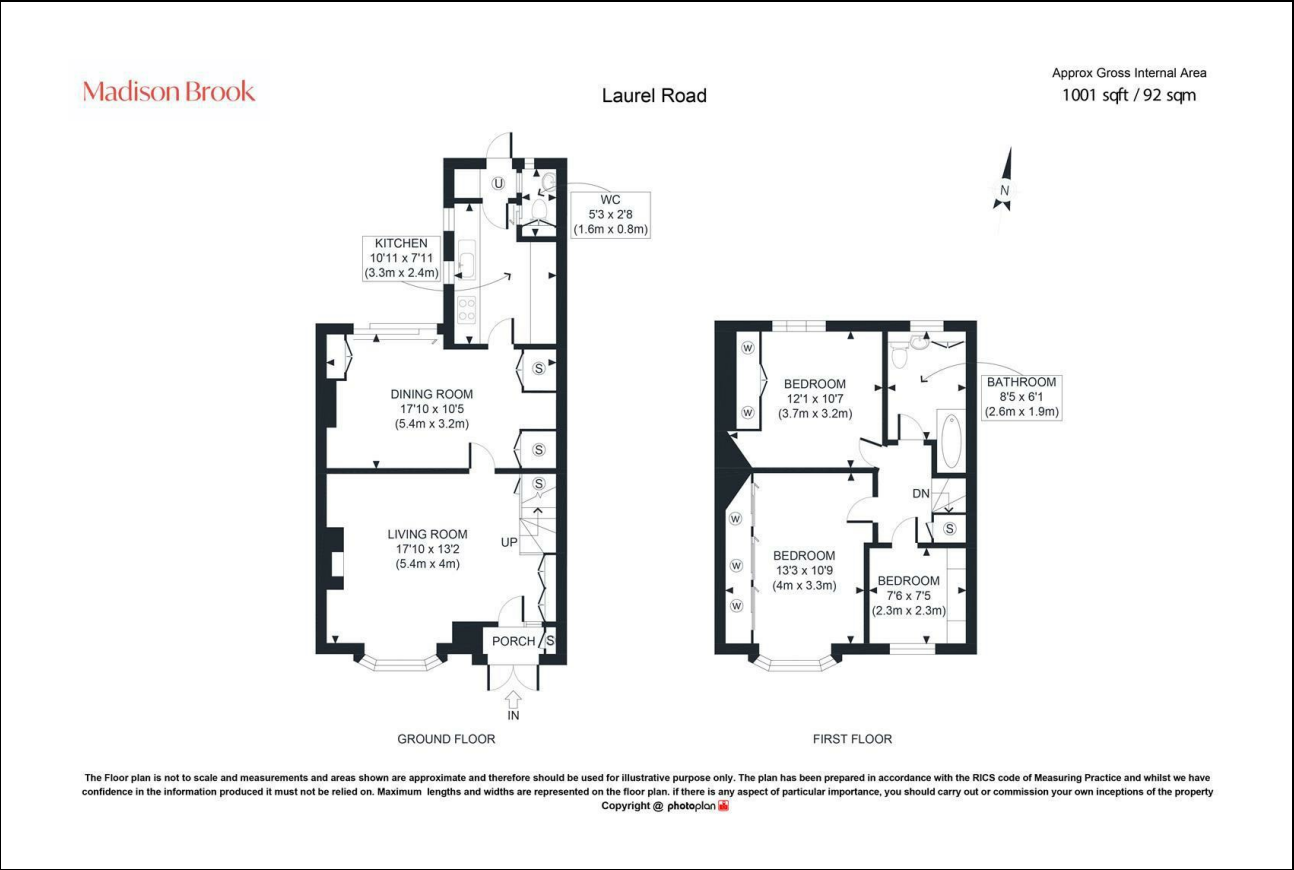 Madison Brook
Laurel Road
Approx Gross Internal Area
1001 sqft / 92 sqm
N
U
WC
5'3 x 2'8
(1.6m x 0.8m)
KITCHEN
10'11 x 7'11
(3.3m x 2.4m)
S
DINING ROOM
17'10 x 10'5
(5.4m x 3.2m)
S
S
LIVING ROOM
17'10 x 13'2
(5.4m x 4m)
UP
PORCH
S
IN
GROUND FLOOR
W
BEDROOM
12'1 x 10'7
(3.7m x 3.2m)
W
BATHROOM
8'5 x 6'1
(2.6m x 1.9m)
DN
W
S
BEDROOM
13'3 x 10'9
(4m x 3.3m)
W
W
BEDROOM
7'6 x 7'5
(2.3m x 2.3m)
FIRST FLOOR
The Floor plan is not to scale and measurements and areas shown are approximate and therefore should be used for illustrative purpose only. The plan has been prepared in accordance with the RICS code of Measuring Practice and whilst we have
confidence in the information produced it must not be relied on. Maximum lengths and widths are represented on the floor plan. if there is any aspect of particular importance, you should carry out or commission your own inceptions of the property
Copyright @ photoplan